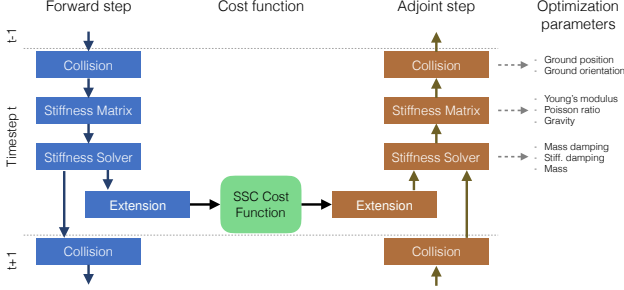 Forward step
Cost function
Adjoint step
Optimization
parameters
t-1
Collision
Collision
- Ground position
- Ground orientation
Timestep t
Stiffness Matrix
Stiffness Matrix
- Young's modulus
- Poisson ratio
- Gravity
Stiffness Solver
Stiffness Solver
- Mass damping
- Stiff. damping
- Mass
Extension
SSC Cost
Function
Extension
t+1
Collision
Collision